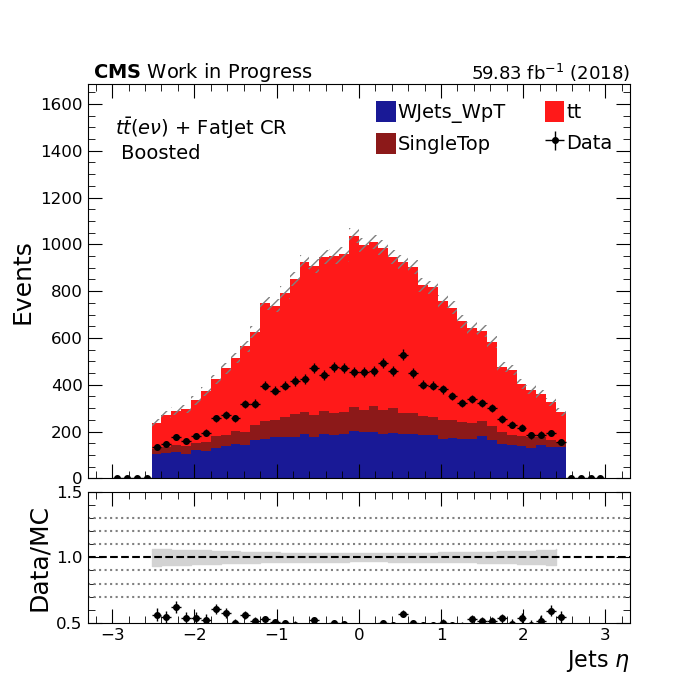 CMS Work in Progress 59.83 fb⁻¹ (2018)
tt̄(eν) + FatJet CR
Boosted
WJets_WpT tt
SingleTop Data
Events
1600
1400
1200
1000
800
600
400
200
0
Data/MC
1.5
1.0
0.5
−3 −2 −1 0 1 2 3
Jets η